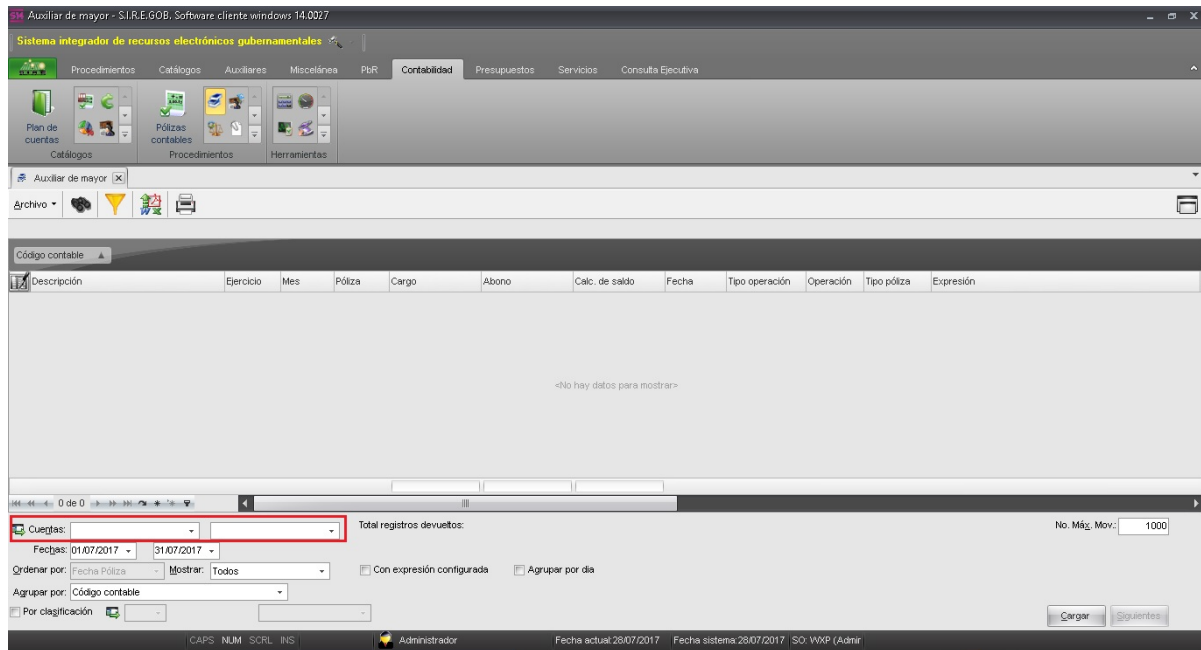 Auxiliar de mayor - S.I.R.E.GOB. Software cliente windows 14.0027
Sistema integrador de recursos electrónicos gubernamentales
Procedimientos Catálogos Auxiliares Miscelánea PbR Contabilidad Presupuestos Servicios Consulta Ejecutiva
Plan de cuentas
Pólizas contables
Catálogos Procedimientos Herramientas
Auxiliar de mayor
Archivo
Código contable
Descripción Ejercicio Mes Póliza Cargo Abono Calc. de saldo Fecha Tipo operación Operación Tipo póliza Expresión
<No hay datos para mostrar>
0 de 0
Cuentas: Total registros devueltos: No. Máx. Mov.: 1000
Fechas: 01/07/2017 31/07/2017
Ordenar por: Fecha Póliza Mostrar: Todos Con expresión configurada Agrupar por dia
Agrupar por: Código contable
Por clasificación Cargar Siguientes
CAPS NUM SCRL INS Administrador Fecha actual:28/07/2017 Fecha sistema:28/07/2017 SO: WXP (Admir